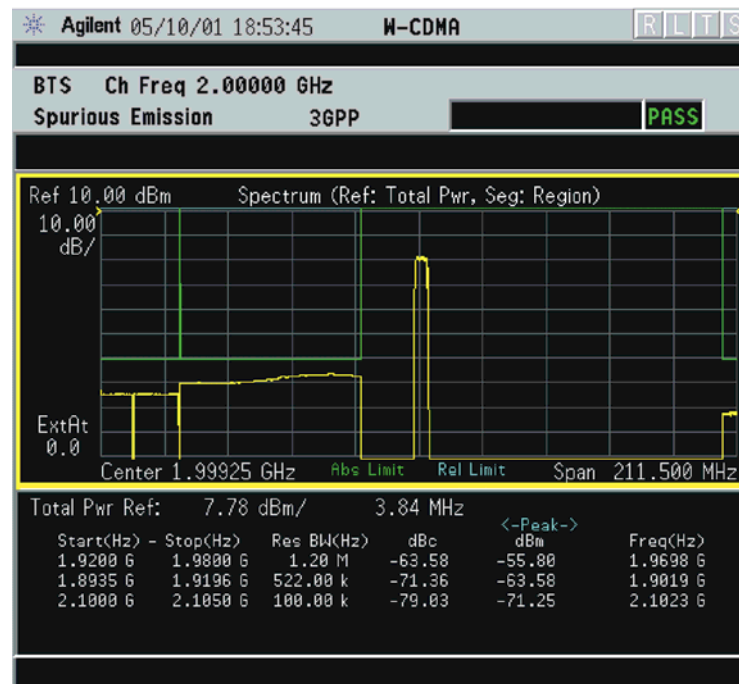 Agilent 05/10/01 18:53:45 W-CDMA R L T S
BTS Ch Freq 2.00000 GHz
Spurious Emission 3GPP PASS
Ref 10.00 dBm Spectrum (Ref: Total Pwr, Seg: Region)
10.00
dB/
ExtAt
0.0
Center 1.99925 GHz Abs Limit Rel Limit Span 211.500 MHz
Total Pwr Ref: 7.78 dBm/ 3.84 MHz
<-Peak->
Start(Hz) - Stop(Hz) Res BW(Hz) dBc dBm Freq(Hz)
1.9200 G 1.9800 G 1.20 M -63.58 -55.80 1.9698 G
1.8935 G 1.9196 G 522.00 k -71.36 -63.58 1.9019 G
2.1000 G 2.1050 G 100.00 k -79.03 -71.25 2.1023 G